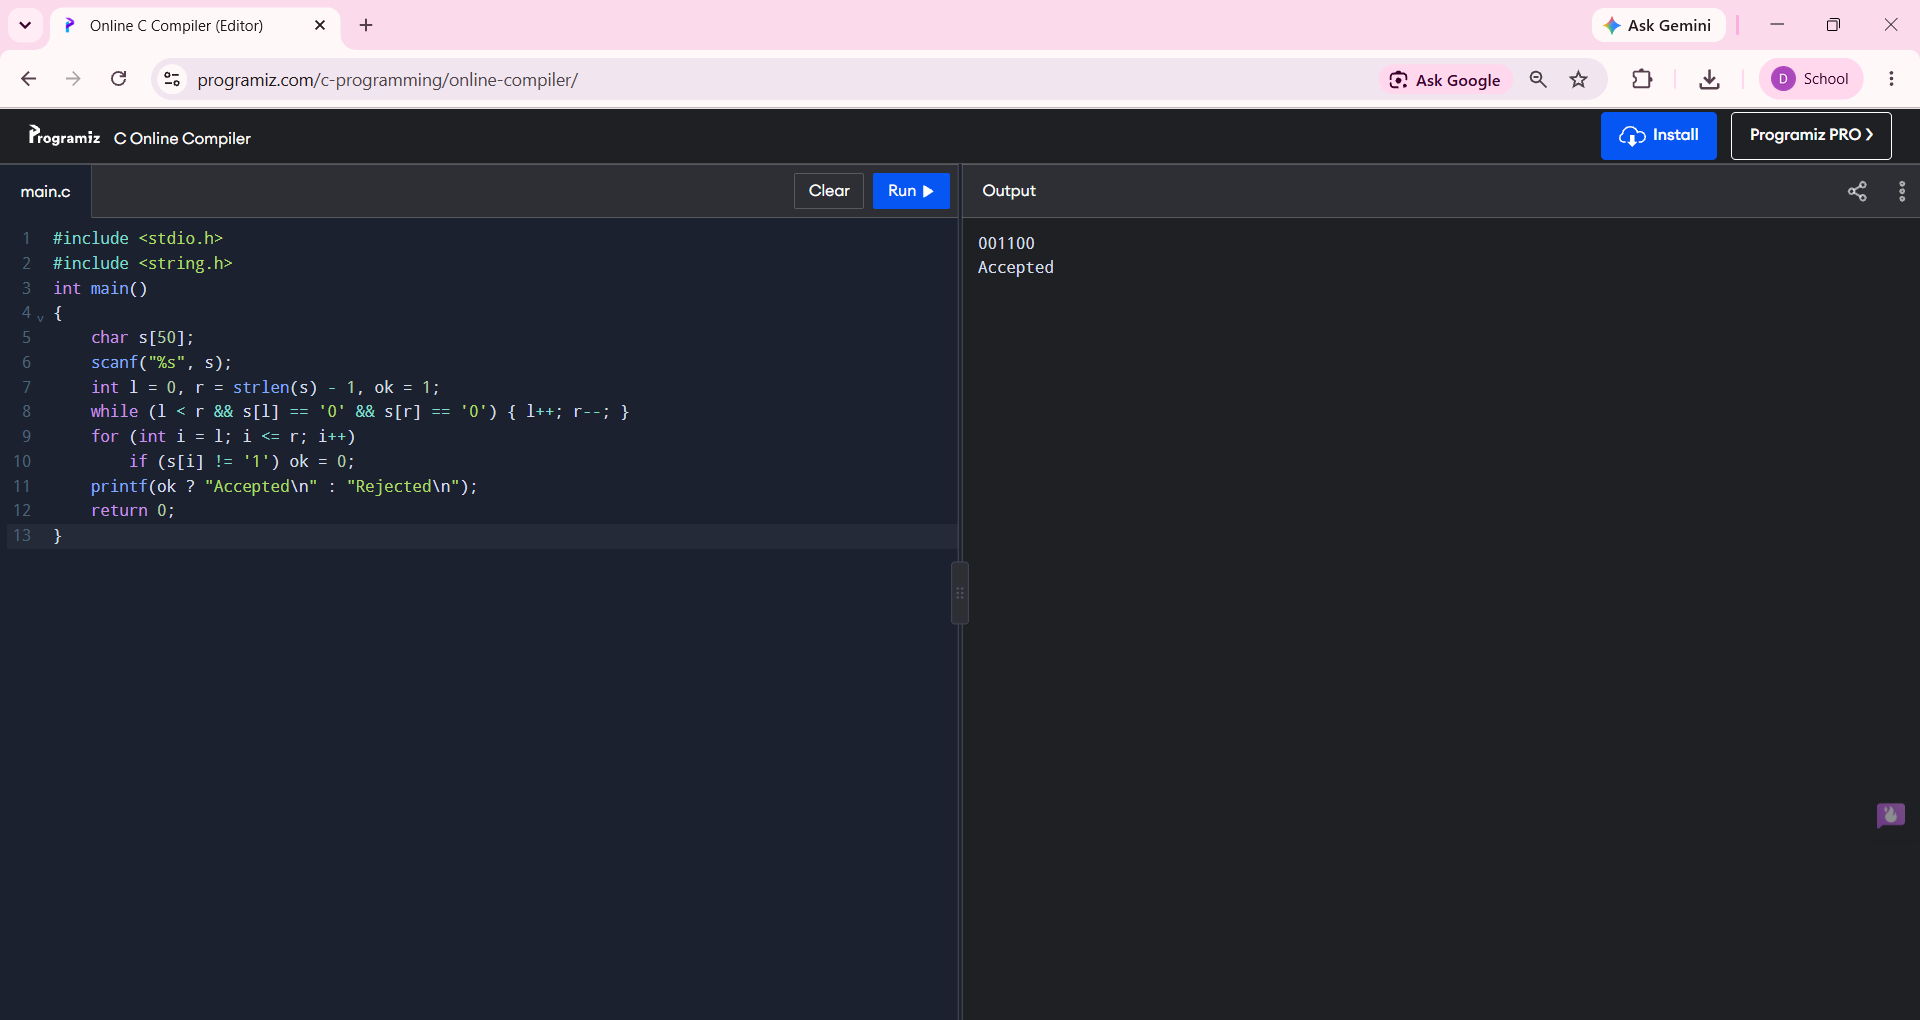 Online C Compiler (Editor)
Ask Gemini
programiz.com/c-programming/online-compiler/
Ask Google
D
School
Programiz
C Online Compiler
Install
Programiz PRO
main.c
Clear
Run
Output
1 #include <stdio.h>
2 #include <string.h>
3 int main()
4 {
5     char s[50];
6     scanf("%s", s);
7     int l = 0, r = strlen(s) - 1, ok = 1;
8     while (l < r && s[l] == '0' && s[r] == '0') { l++; r--; }
9     for (int i = l; i <= r; i++)
10         if (s[i] != '1') ok = 0;
11     printf(ok ? "Accepted\n" : "Rejected\n");
12     return 0;
13 }
001100
Accepted